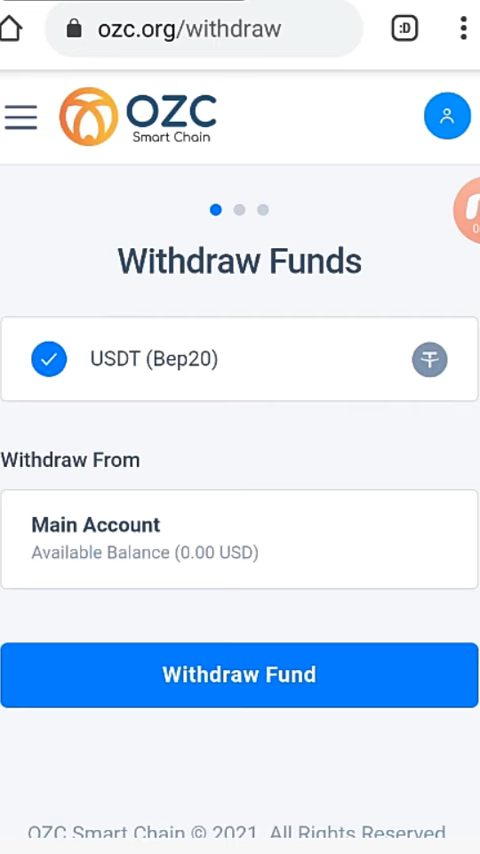 ozc.org/withdraw
:D
OZC
Smart Chain
Withdraw Funds
USDT (Bep20)
Withdraw From
Main Account
Available Balance (0.00 USD)
Withdraw Fund
OZC Smart Chain © 2021. All Rights Reserved